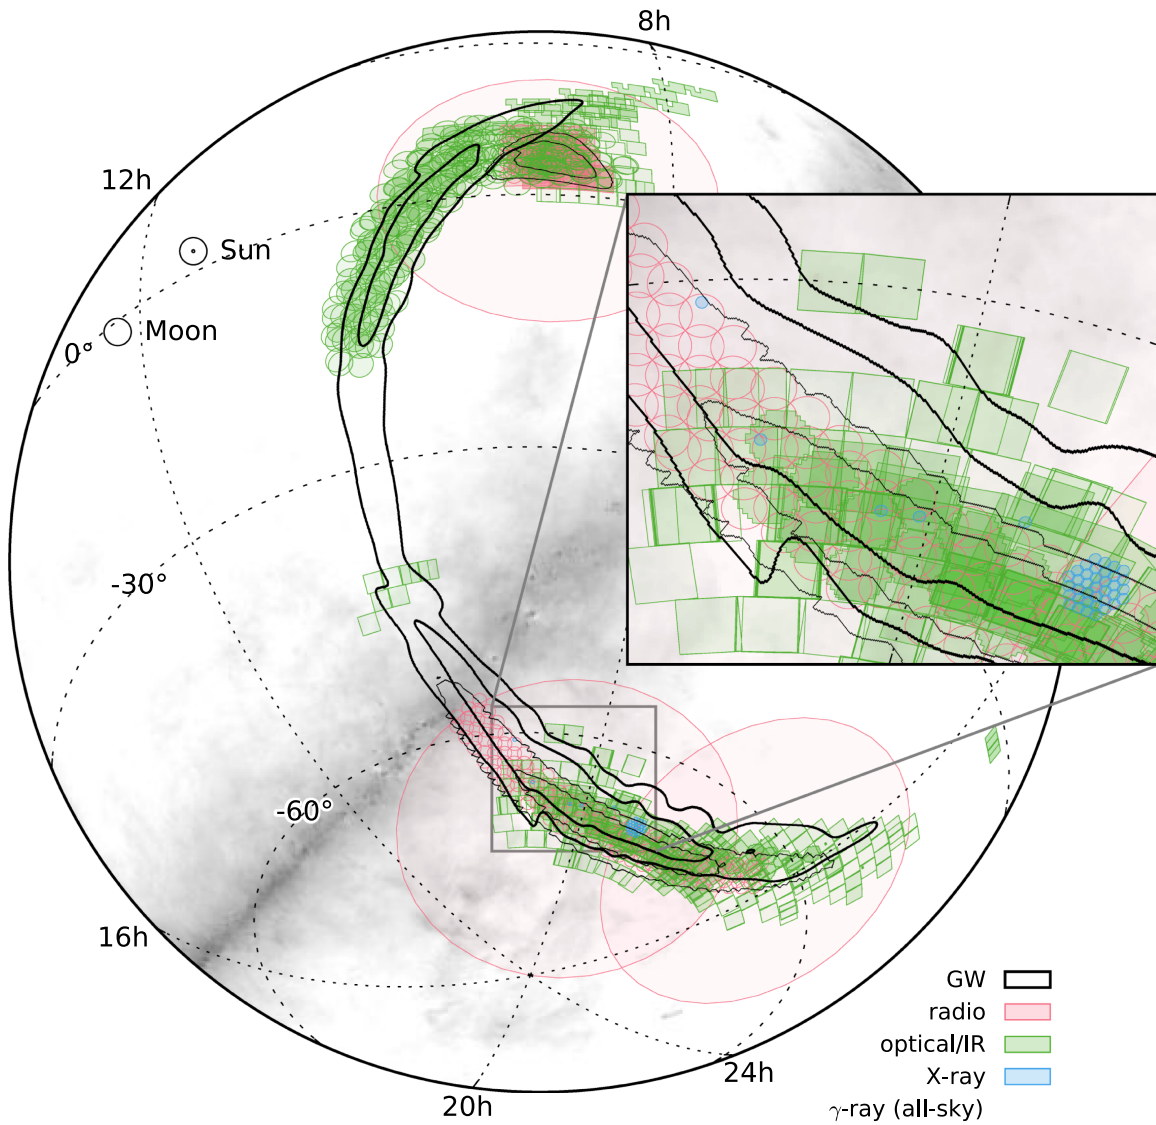 8h
12h
Sun
Moon
0°
-30°
-60°
16h
20h
24h
GW
radio
optical/IR
X-ray
γ-ray (all-sky)